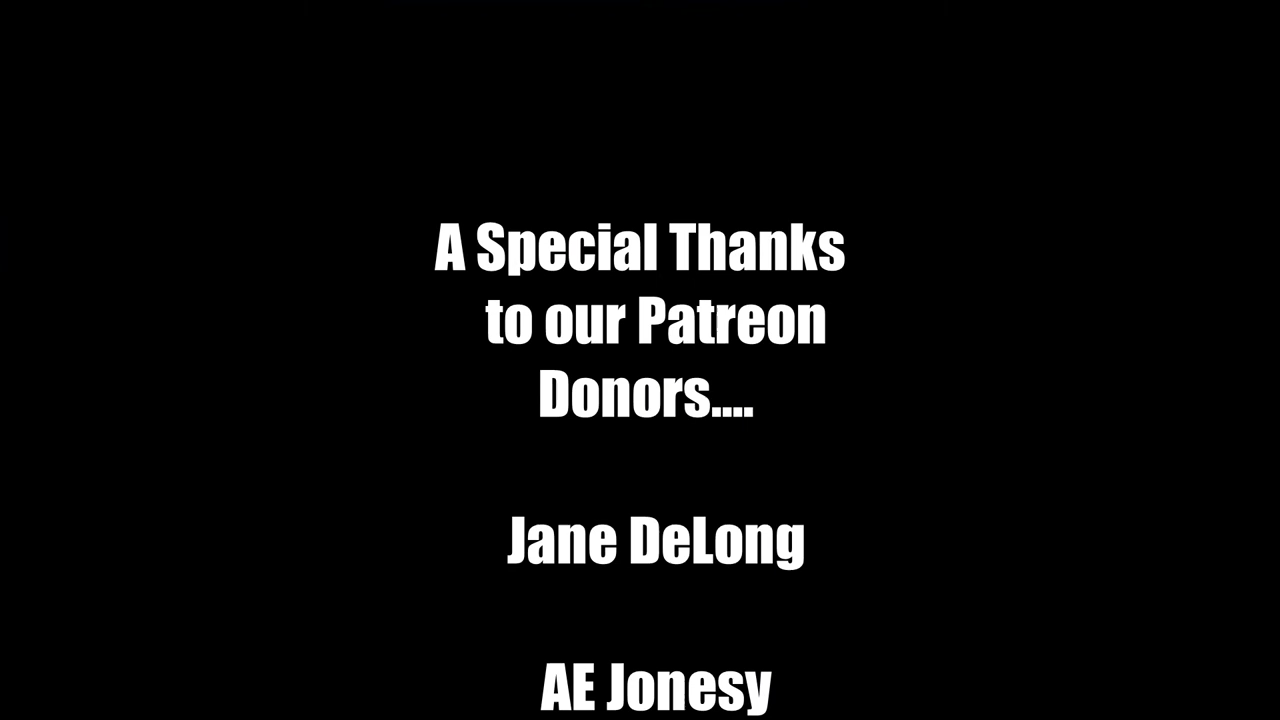 A Special Thanks
to our Patreon
Donors....
Jane DeLong
AE Jonesy